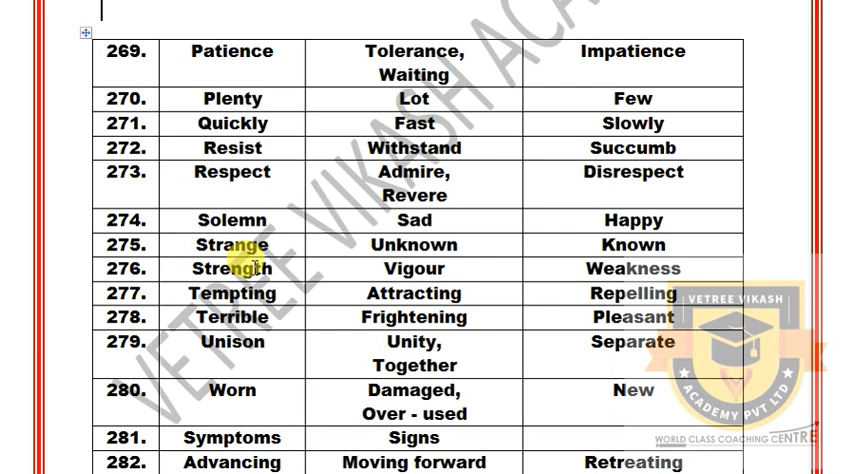 269. Patience Tolerance, Impatience
Waiting
270. Plenty Lot Few
271. Quickly Fast Slowly
272. Resist Withstand Succumb
273. Respect Admire, Disrespect
Revere
274. Solemn Sad Happy
275. Strange Unknown Known
276. Strength Vigour Weakness
277. Tempting Attracting Repelling
278. Terrible Frightening Pleasant
279. Unison Unity, Separate
Together
280. Worn Damaged, New
Over - used
281. Symptoms Signs
282. Advancing Moving forward Retreating
VETREE VIKASH ACA
VETREE VIKASH
ACADEMY PVT LTD
WORLD CLASS COACHING CENTRE